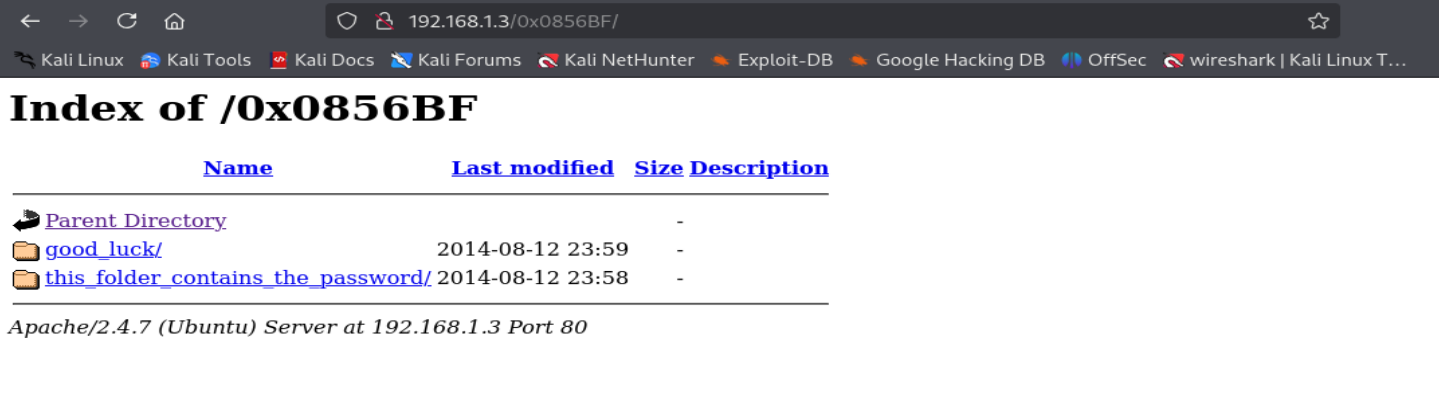 192.168.1.3/0x0856BF/
Kali Linux Kali Tools Kali Docs Kali Forums Kali NetHunter Exploit-DB Google Hacking DB OffSec wireshark | Kali Linux T...
Index of /0x0856BF
Name Last modified Size Description
Parent Directory -
good_luck/ 2014-08-12 23:59 -
this_folder_contains_the_password/ 2014-08-12 23:58 -
Apache/2.4.7 (Ubuntu) Server at 192.168.1.3 Port 80